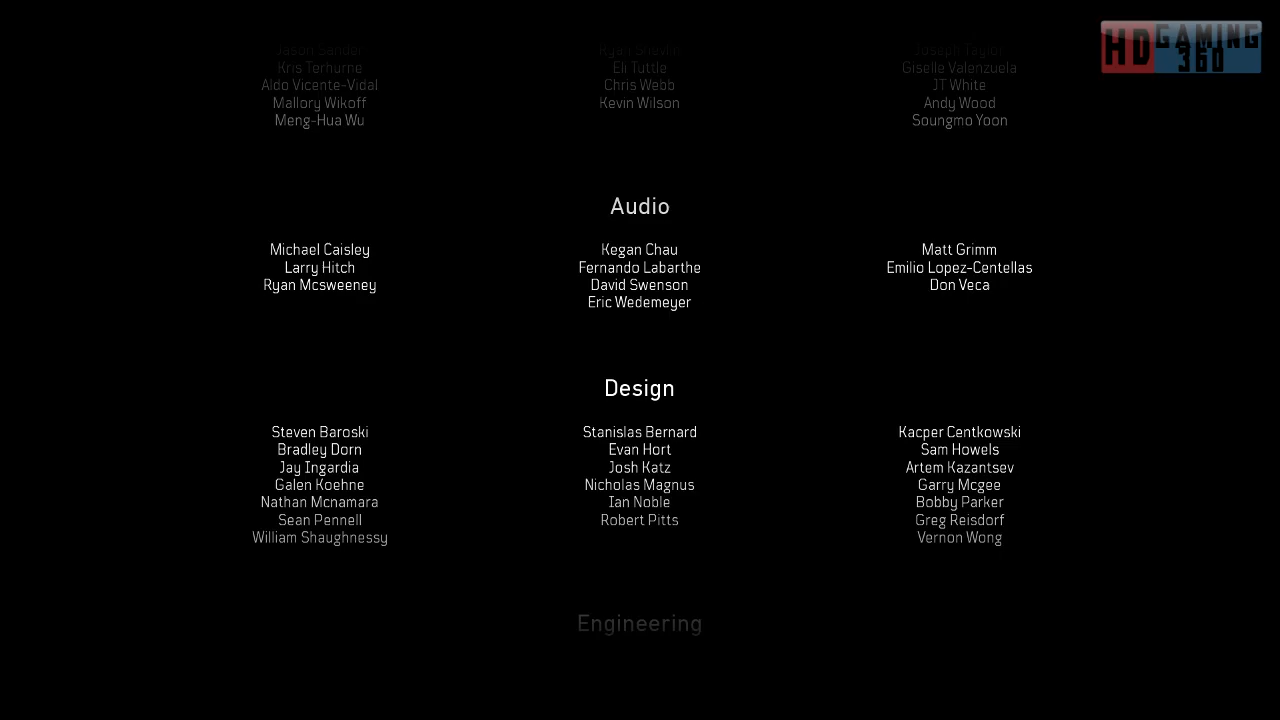 Jason Sander
Kris Terhurne
Aldo Vicente-Vidal
Mallory Wikoff
Meng-Hua Wu
Eli Tuttle
Chris Webb
Kevin Wilson
Joseph Taylor
Giselle Valenzuela
JT White
Andy Wood
Soungmo Yoon
HD GAMING
360
Audio
Michael Caisley
Larry Hitch
Ryan Mcsweeney
Kegan Chau
Fernando Labarthe
David Swenson
Eric Wedemeyer
Matt Grimm
Emilio Lopez-Centellas
Don Veca
Design
Steven Baroski
Bradley Dorn
Jay Ingardia
Galen Koehne
Nathan Mcnamara
Sean Pennell
William Shaughnessy
Stanislas Bernard
Evan Hort
Josh Katz
Nicholas Magnus
Ian Noble
Robert Pitts
Kacper Centkowski
Sam Howels
Artem Kazantsev
Garry Mcgee
Bobby Parker
Greg Reisdorf
Vernon Wong
Engineering